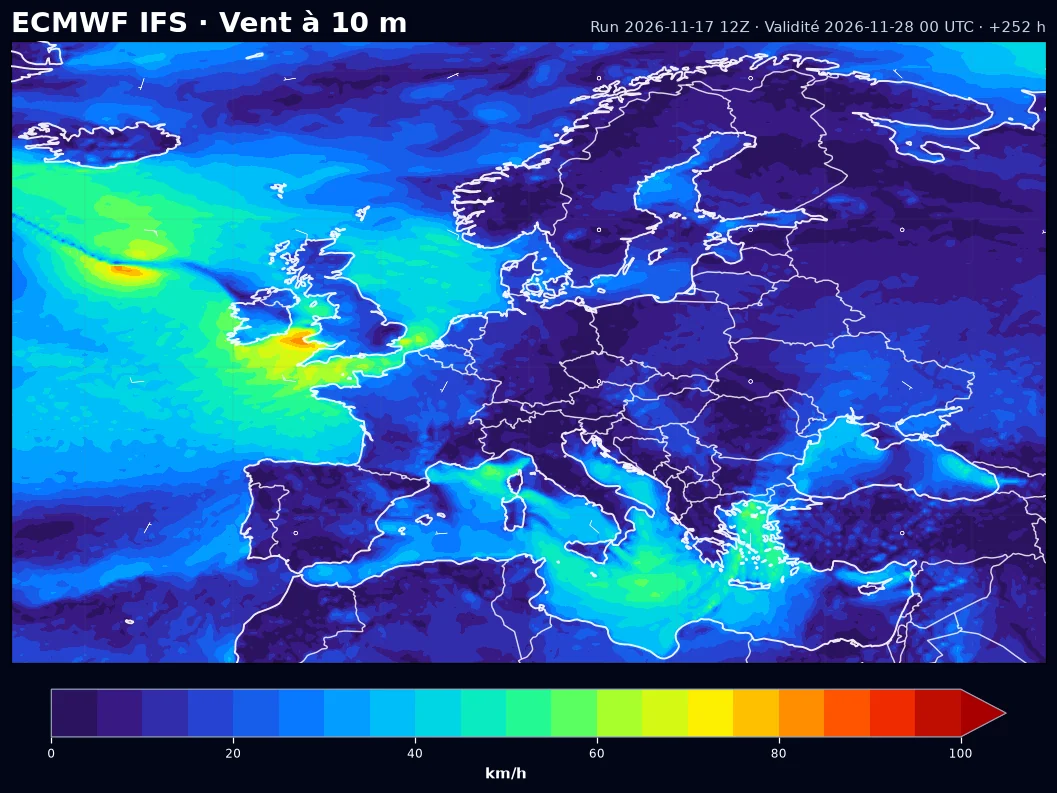 ECMWF IFS · Vent à 10 m
Run 2026-11-17 12Z · Validité 2026-11-28 00 UTC · +252 h
0 20 40 60 80 100
km/h